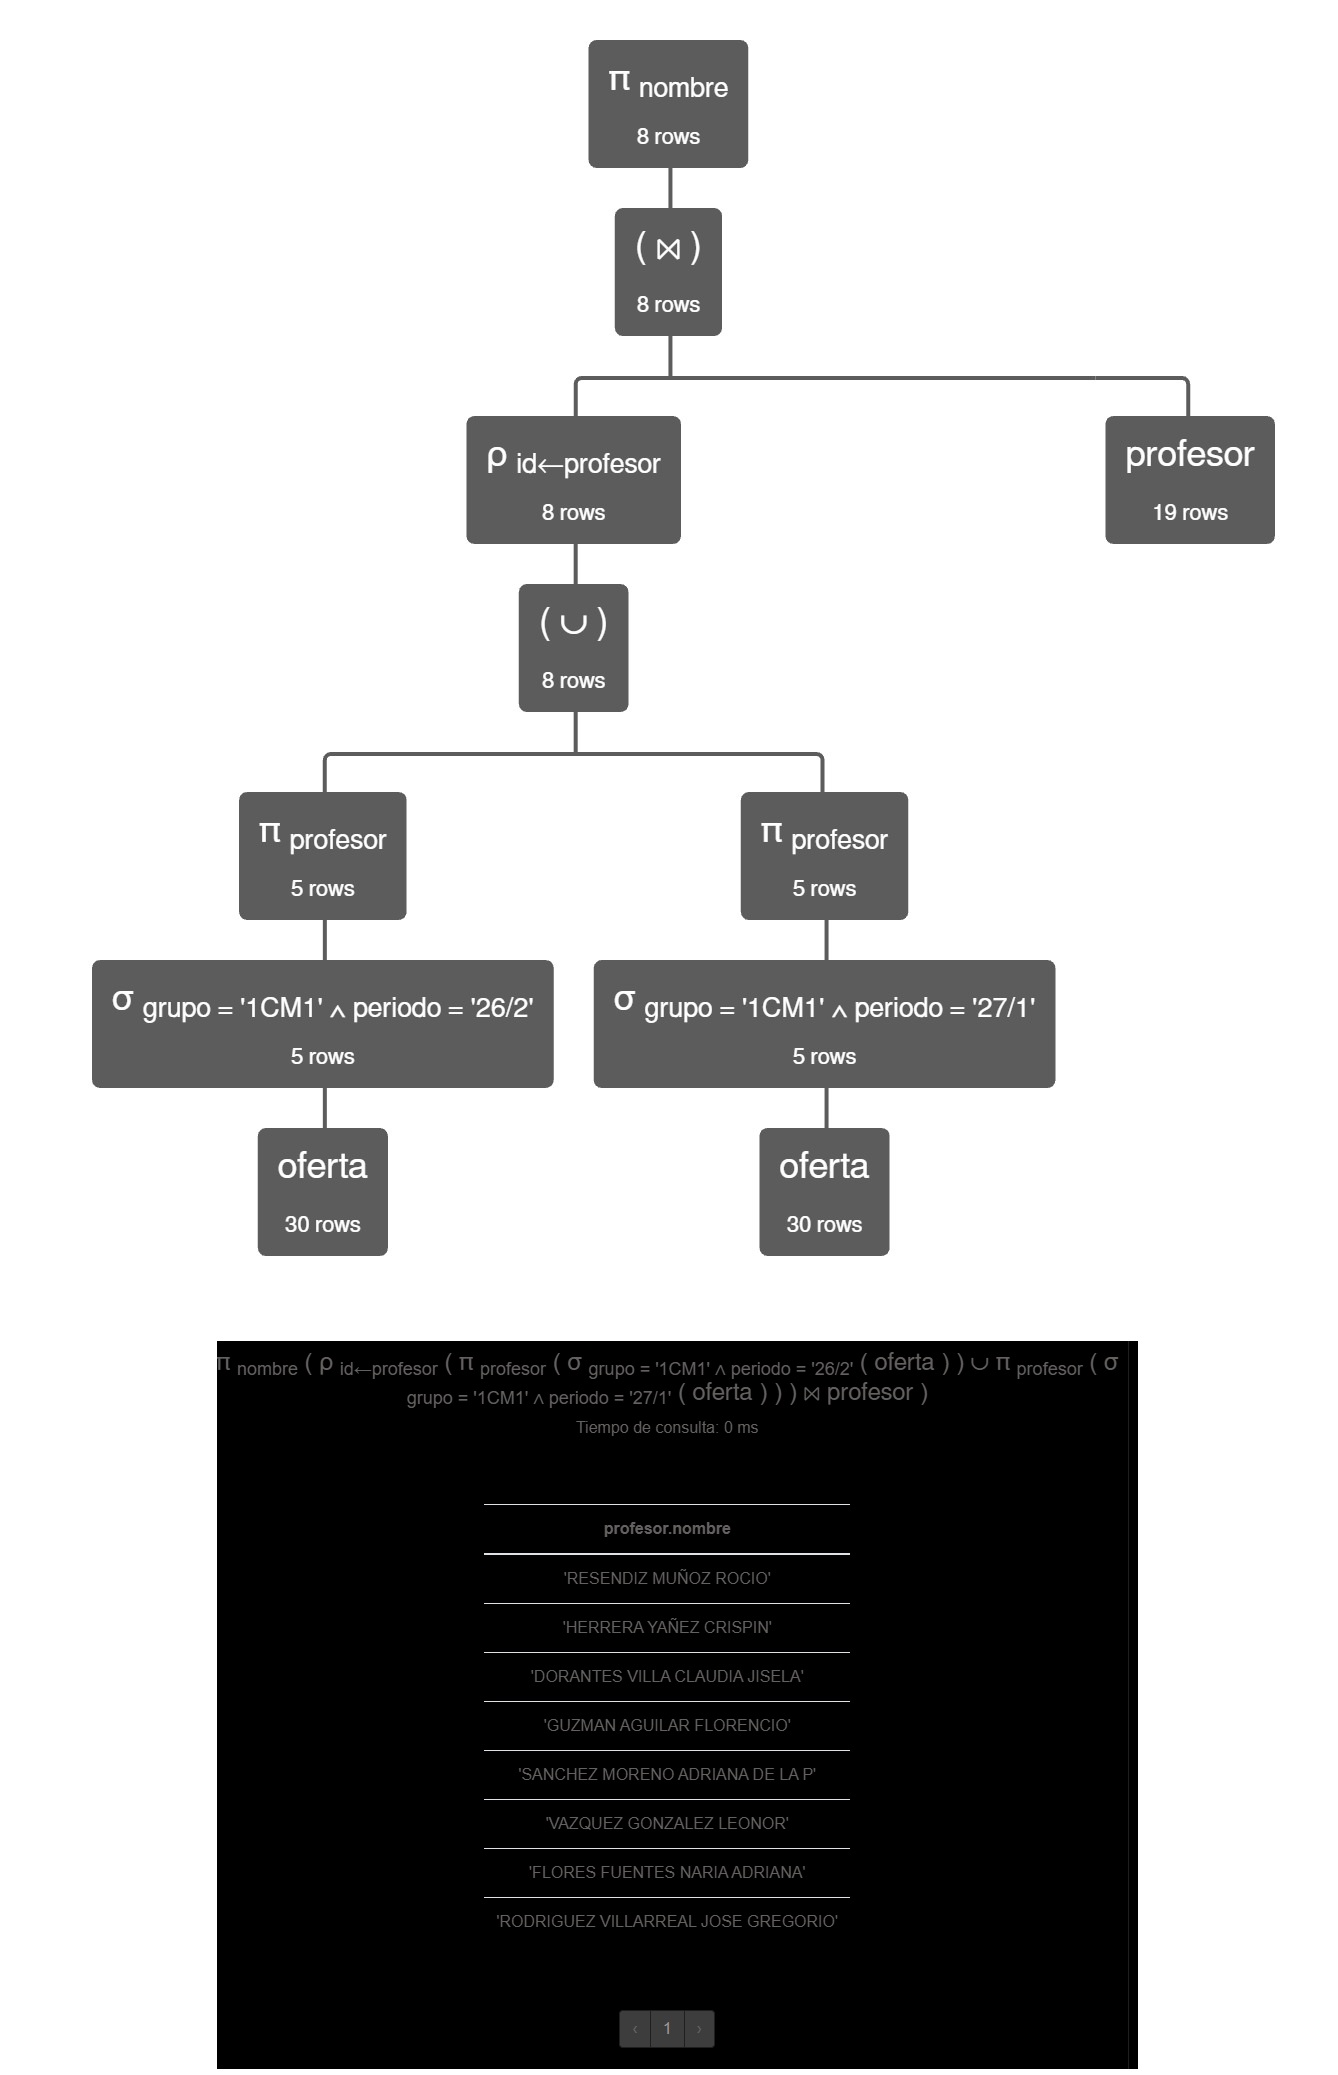 π nombre
8 rows
( ⋈ )
8 rows
ρ id←profesor
8 rows
profesor
19 rows
( ∪ )
8 rows
π profesor
5 rows
π profesor
5 rows
σ grupo = '1CM1' ∧ periodo = '26/2'
5 rows
σ grupo = '1CM1' ∧ periodo = '27/1'
5 rows
oferta
30 rows
oferta
30 rows
π nombre ( ρ id←profesor ( π profesor ( σ grupo = '1CM1' ∧ periodo = '26/2' ( oferta ) ) ∪ π profesor ( σ
grupo = '1CM1' ∧ periodo = '27/1' ( oferta ) ) ) ⋈ profesor )
Tiempo de consulta: 0 ms
profesor.nombre
'RESENDIZ MUÑOZ ROCIO'
'HERRERA YAÑEZ CRISPIN'
'DORANTES VILLA CLAUDIA JISELA'
'GUZMAN AGUILAR FLORENCIO'
'SANCHEZ MORENO ADRIANA DE LA P'
'VAZQUEZ GONZALEZ LEONOR'
'FLORES FUENTES NARIA ADRIANA'
'RODRIGUEZ VILLARREAL JOSE GREGORIO'
‹ 1 ›